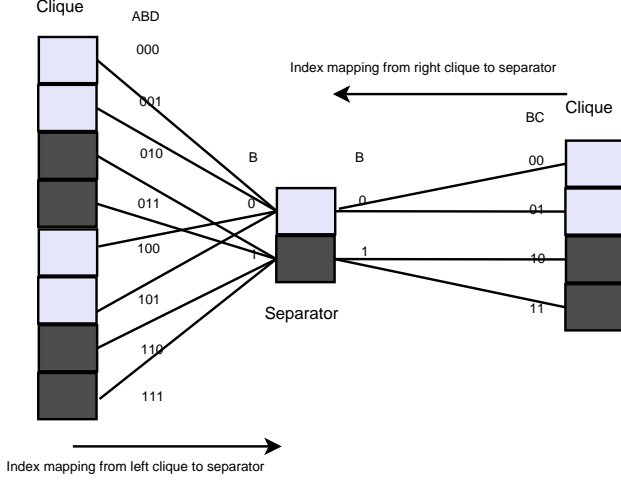 Clique
ABD
000
001
010
011
100
101
110
111
Index mapping from left clique to separator
B
0
1
Separator
B
0
1
Index mapping from right clique to separator
BC
Clique
00
01
10
11